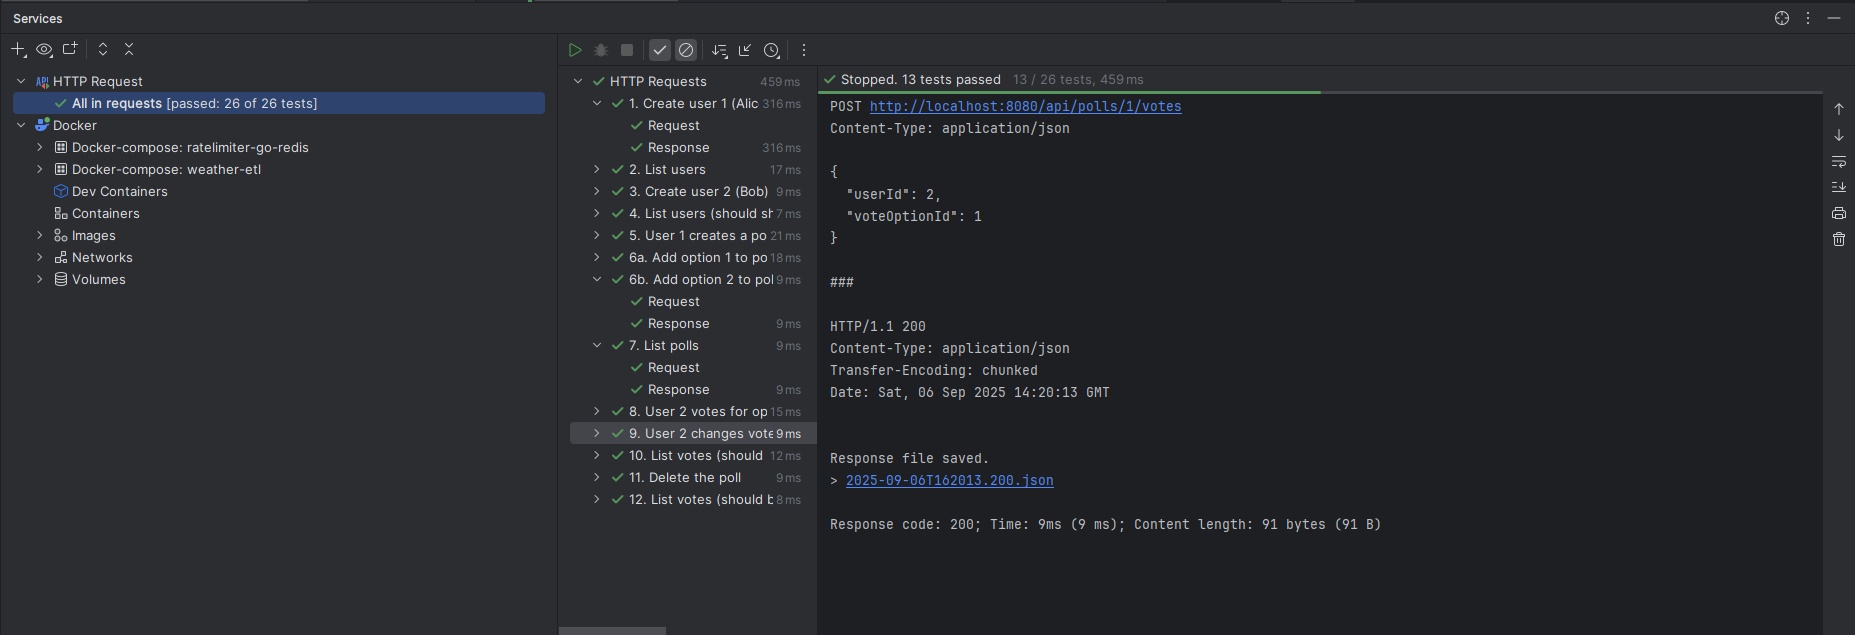 Services
HTTP Request
All in requests [passed: 26 of 26 tests]
Docker
Docker-compose: ratelimiter-go-redis
Docker-compose: weather-etl
Dev Containers
Containers
Images
Networks
Volumes
HTTP Requests 459 ms
1. Create user 1 (Alic 316 ms
Request
Response 316 ms
2. List users 17 ms
3. Create user 2 (Bob) 9 ms
4. List users (should sh 7 ms
5. User 1 creates a po 21 ms
6a. Add option 1 to po 18 ms
6b. Add option 2 to pol 9 ms
Request
Response 9 ms
7. List polls 9 ms
Request
Response 9 ms
8. User 2 votes for op 15 ms
9. User 2 changes vote 9 ms
10. List votes (should 12 ms
11. Delete the poll 9 ms
12. List votes (should b 8 ms
Stopped. 13 tests passed 13 / 26 tests, 459 ms
POST http://localhost:8080/api/polls/1/votes
Content-Type: application/json
{
"userId": 2,
"voteOptionId": 1
}
###
HTTP/1.1 200
Content-Type: application/json
Transfer-Encoding: chunked
Date: Sat, 06 Sep 2025 14:20:13 GMT
Response file saved.
> 2025-09-06T162013.200.json
Response code: 200; Time: 9ms (9 ms); Content length: 91 bytes (91 B)